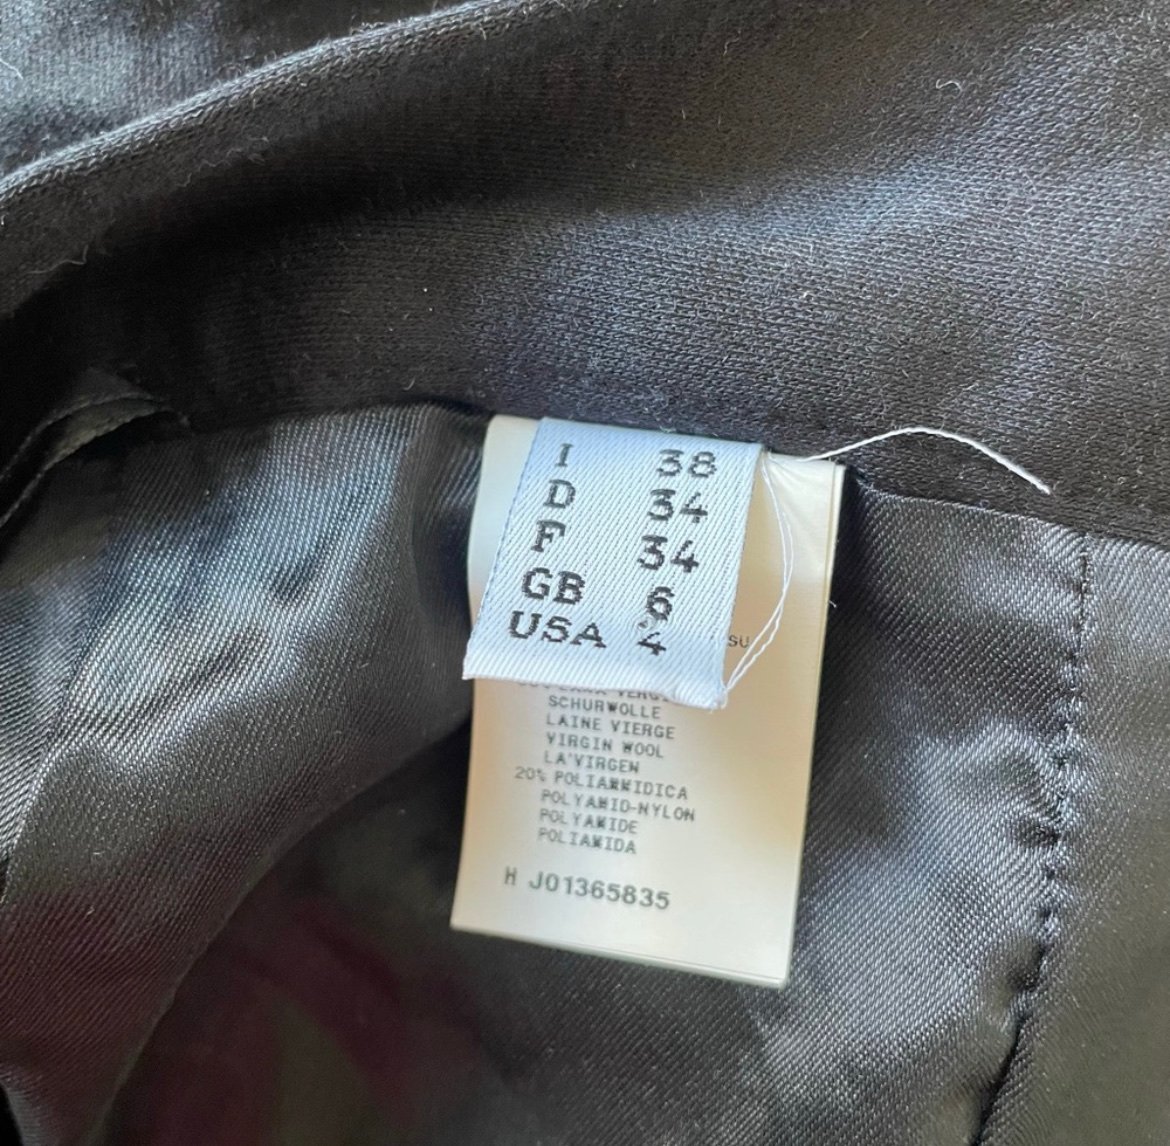 I 38
D 34
F 34
GB 6
USA 4
SU
SCHURWOLLE
LAINE VIERGE
VIRGIN WOOL
LA'VIRGEN
20% POLIAMMIDICA
POLYAMID-NYLON
POLYAMIDE
POLIAMIDA
H J01365835